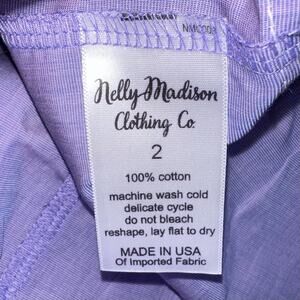 Nelly Madison
Clothing Co.
2
100% cotton
machine wash cold
delicate cycle
do not bleach
reshape, lay flat to dry
MADE IN USA
Of Imported Fabric